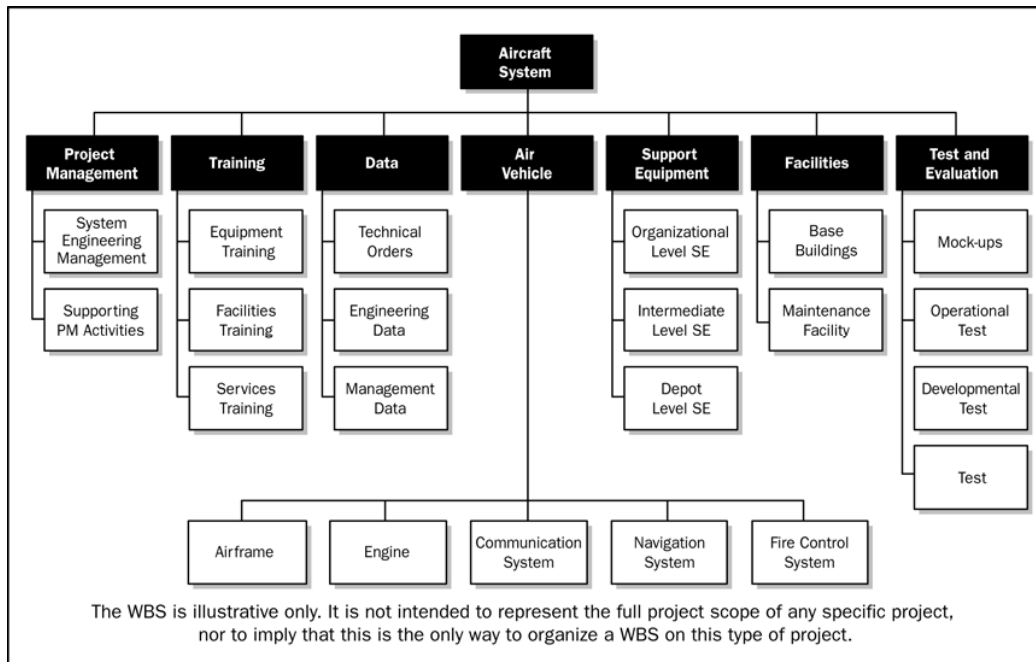 Aircraft
System
Project
Management
Training
Data
Air
Vehicle
Support
Equipment
Facilities
Test and
Evaluation
System
Engineering
Management
Equipment
Training
Technical
Orders
Organizational
Level SE
Base
Buildings
Mock-ups
Supporting
PM Activities
Facilities
Training
Engineering
Data
Intermediate
Level SE
Maintenance
Facility
Operational
Test
Services
Training
Management
Data
Depot
Level SE
Developmental
Test
Test
Airframe
Engine
Communication
System
Navigation
System
Fire Control
System
The WBS is illustrative only. It is not intended to represent the full project scope of any specific project,
nor to imply that this is the only way to organize a WBS on this type of project.